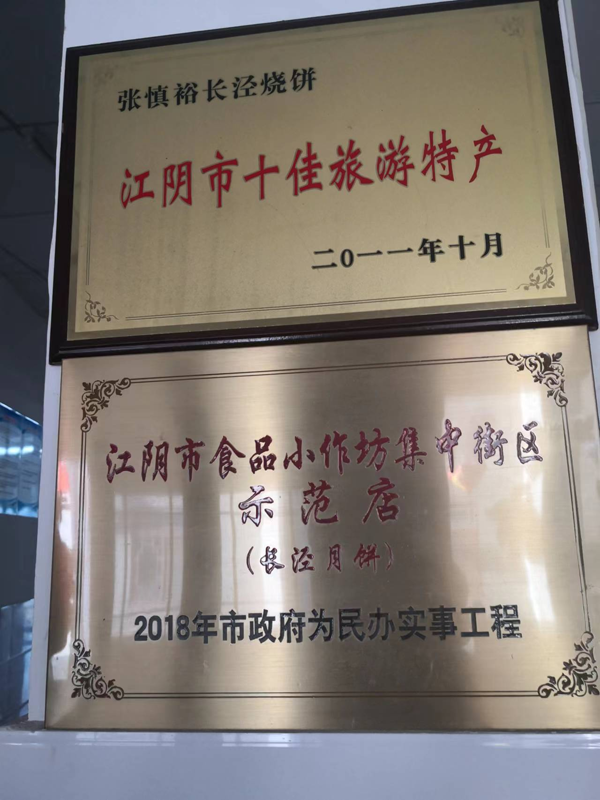 张慎裕长泾烧饼
江阴市十佳旅游特产
二0一一年十月
江阴市食品小作坊集中街区
示范店
（长泾月饼）
2018年市政府为民办实事工程